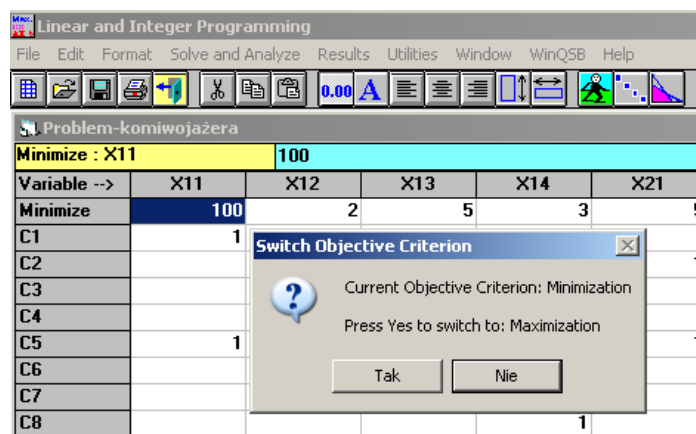 Linear and Integer Programming
File Edit Format Solve and Analyze Results Utilities Window WinQSB Help
0.00 A
Problem-komiwojażera
Minimize : X11 100
Variable --> X11 X12 X13 X14 X21
Minimize 100 2 5 3
C1 1
C2
C3
C4
C5 1
C6
C7
C8 1
Switch Objective Criterion
Current Objective Criterion: Minimization
Press Yes to switch to: Maximization
Tak Nie